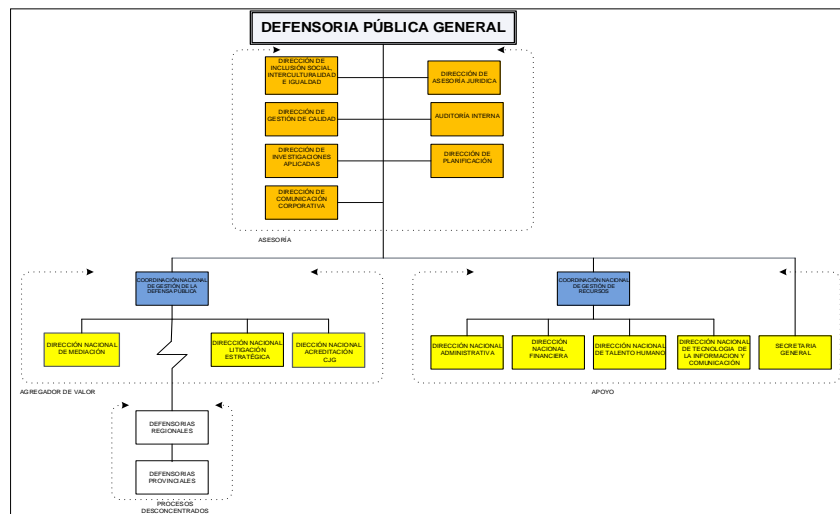 DEFENSORIA PÚBLICA GENERAL
DIRECCIÓN DE
INCLUSIÓN SOCIAL,
INTERCULTURALIDAD
E IGUALDAD
DIRECCIÓN DE
ASESORÍA JURIDICA
DIRECCIÓN DE
GESTIÓN DE CALIDAD
AUDITORÍA INTERNA
DIRECCIÓN DE
INVESTIGACIONES
APLICADAS
DIRECCIÓN DE
PLANIFICACIÓN
DIRECCIÓN DE
COMUNICACIÓN
CORPORATIVA
ASESORÍA
COORDINACIÓN NACIONAL
DE GESTIÓN DE LA
DEFENSA PÚBLICA
COORDINACIÓN NACIONAL
DE GESTIÓN DE
RECURSOS
DIRECCIÓN NACIONAL
DE MEDIACIÓN
DIRECCIÓN NACIONAL
LITIGACIÓN
ESTRATÉGICA
DIECCIÓN NACIONAL
ACREDITACIÓN
CJG
DIRECCIÓN NACIONAL
ADMINISTRATIVA
DIRECCIÓN
NACIONAL
FINANCIERA
DIRECCIÓN NACIONAL
DE TALENTO HUMANO
DIRECCIÓN NACIONAL
DE TECNOLOGIA DE
LA INFORMACION Y
COMUNICACIÓN
SECRETARIA
GENERAL
AGREGADOR DE VALOR
APOYO
DEFENSORIAS
REGIONALES
DEFENSORIAS
PROVINCIALES
PROCESOS
DESCONCENTRADOS